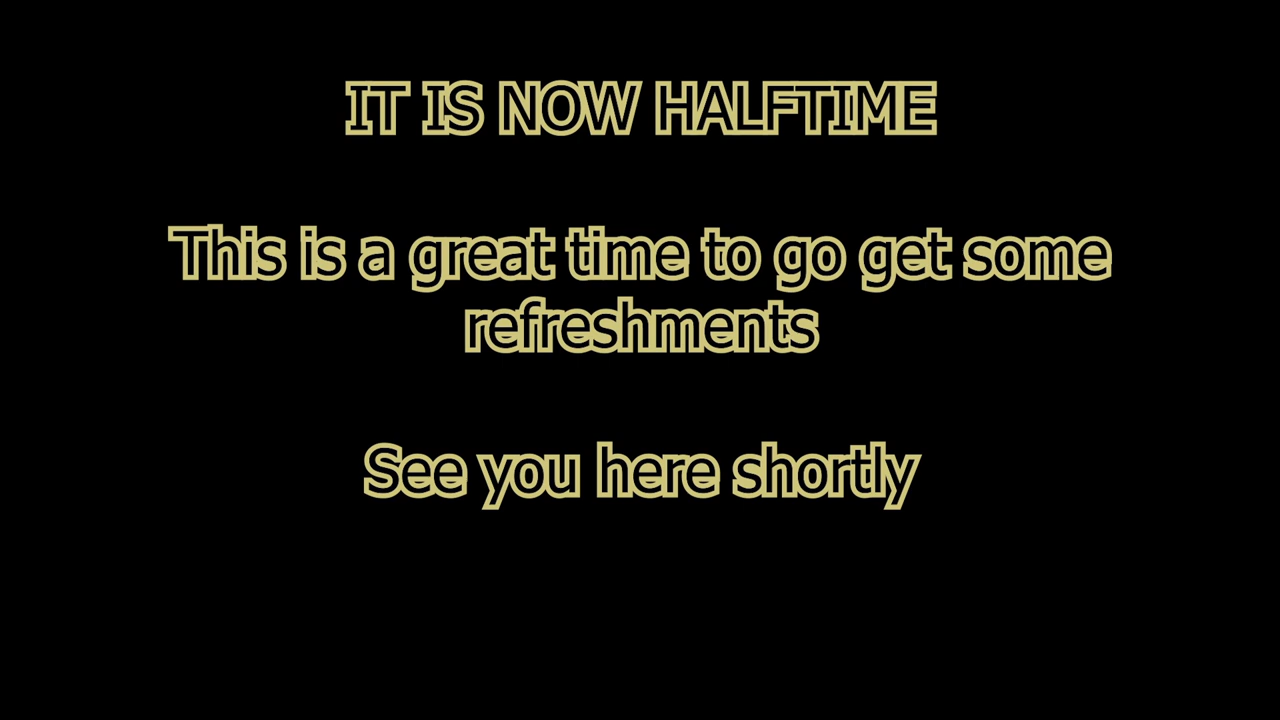 IT IS NOW HALFTIME
This is a great time to go get some
refreshments
See you here shortly